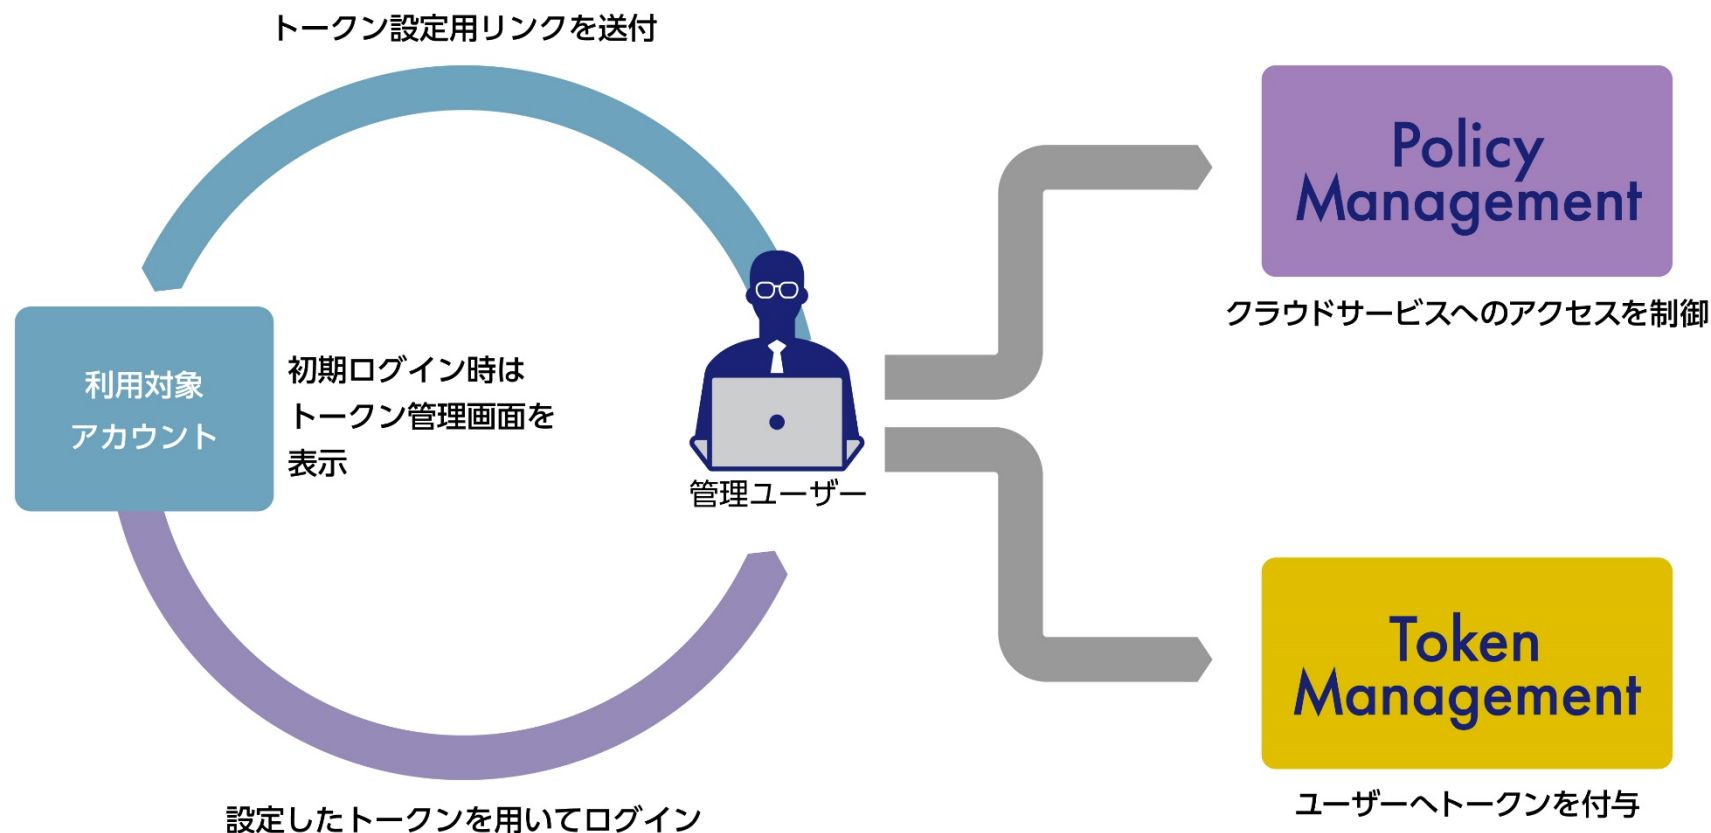 トークン設定用リンクを送付
利用対象
アカウント
初期ログイン時は
トークン管理画面を
表示
管理ユーザー
設定したトークンを用いてログイン
Policy
Management
クラウドサービスへのアクセスを制御
Token
Management
ユーザーへトークンを付与